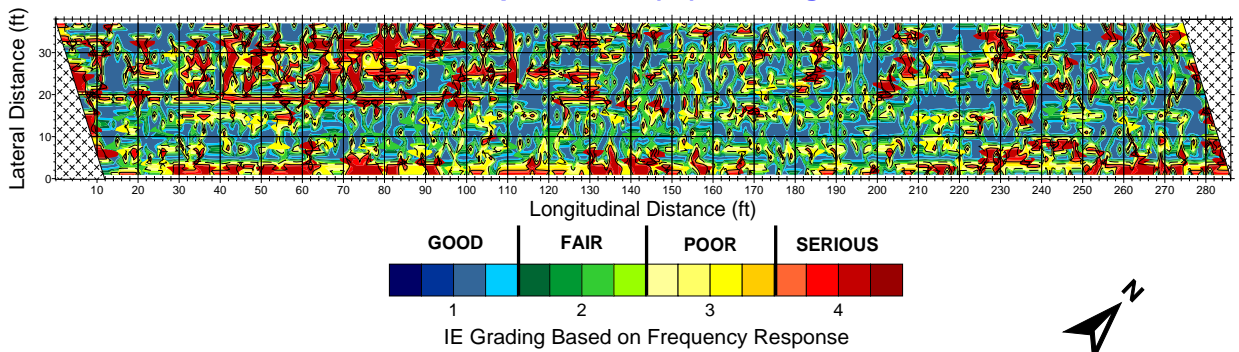 Lateral Distance (ft)
30
20
10
0
10 20 30 40 50 60 70 80 90 100 110 120 130 140 150 160 170 180 190 200 210 220 230 240 250 260 270 280
Longitudinal Distance (ft)
GOOD FAIR POOR SERIOUS
1 2 3 4
IE Grading Based on Frequency Response
N